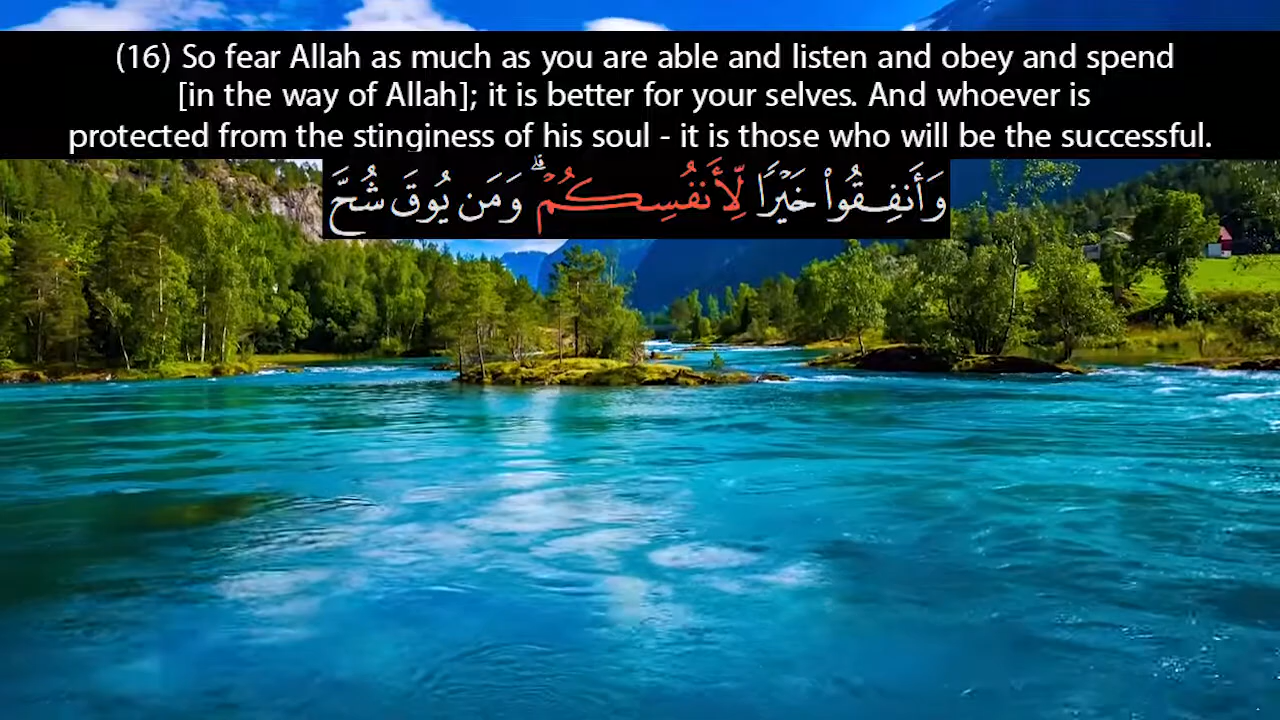 (16) So fear Allah as much as you are able and listen and obey and spend
[in the way of Allah]; it is better for your selves. And whoever is
protected from the stinginess of his soul - it is those who will be the successful.
وَأَنفِقُوا۟ خَيْرًا لِّأَنفُسِكُمْ ۗ وَمَن يُوقَ شُحَّ